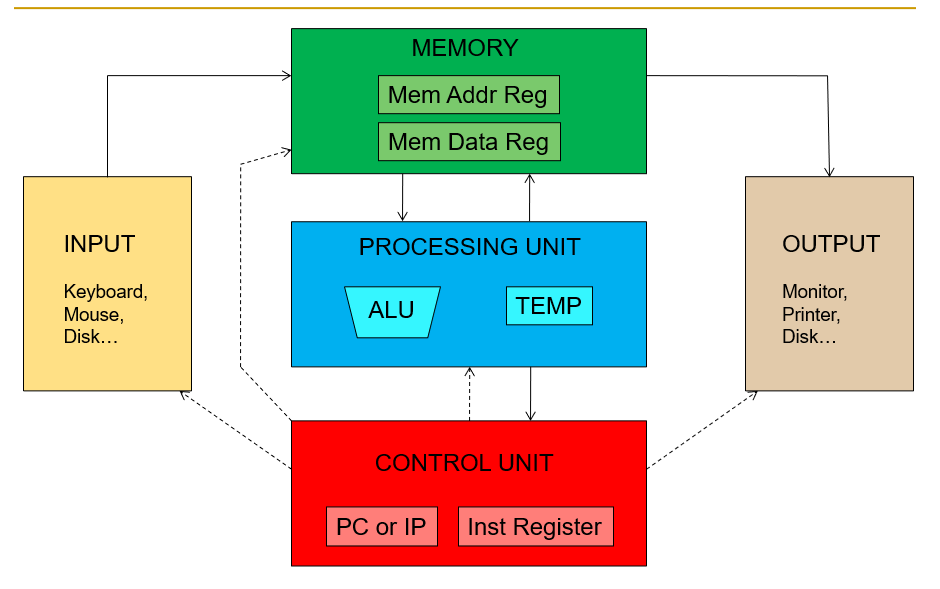 MEMORY
Mem Addr Reg
Mem Data Reg
INPUT
Keyboard,
Mouse,
Disk…
PROCESSING UNIT
ALU
TEMP
OUTPUT
Monitor,
Printer,
Disk…
CONTROL UNIT
PC or IP
Inst Register